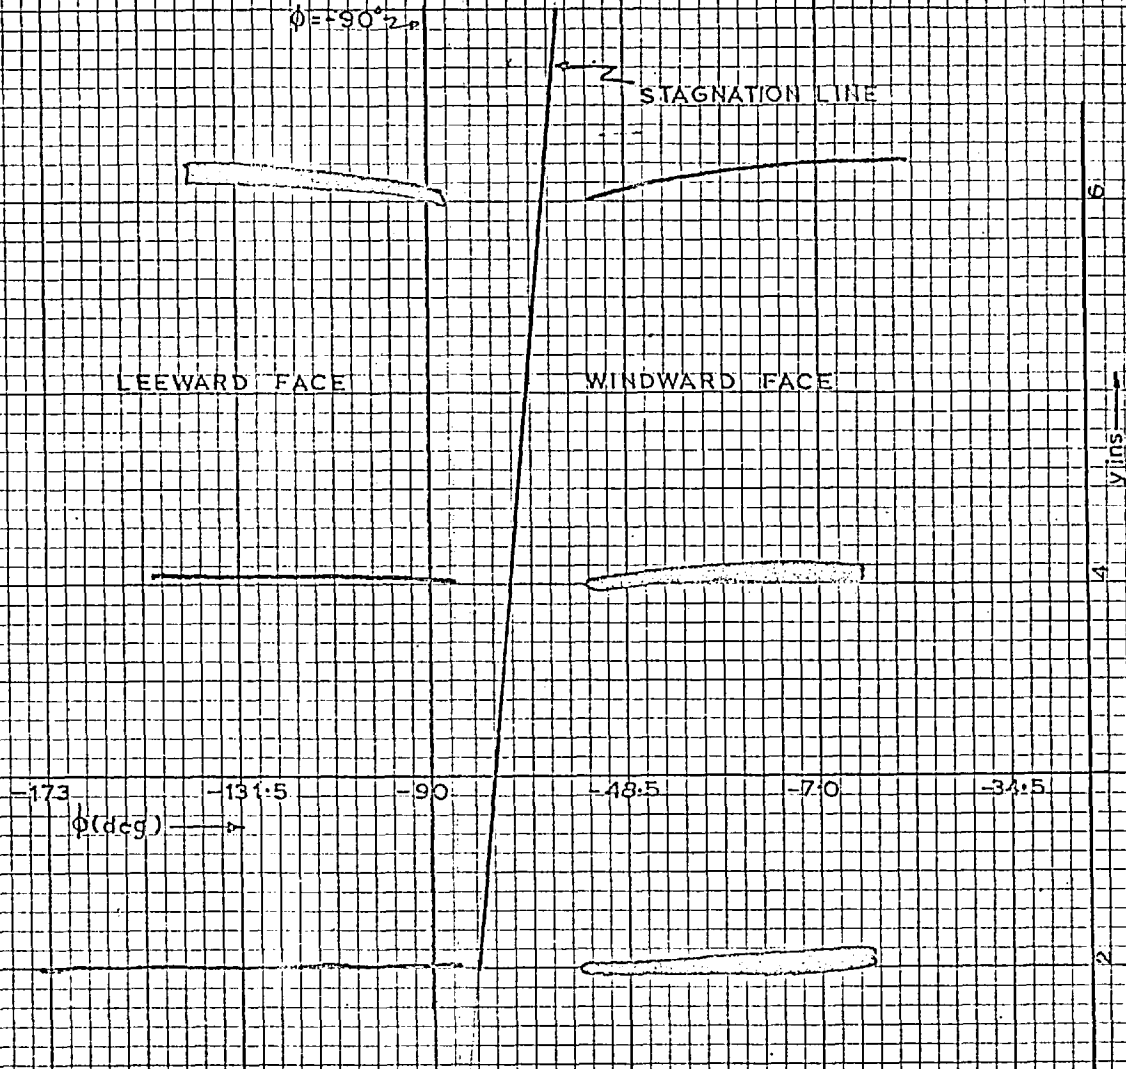 ϕ=-90°
STAGNATION LINE
6
LEEWARD FACE
WINDWARD FACE
y ins
4
-173
-131·5
-90
-48·5
-7·0
-34·5
ϕ(deg)
2